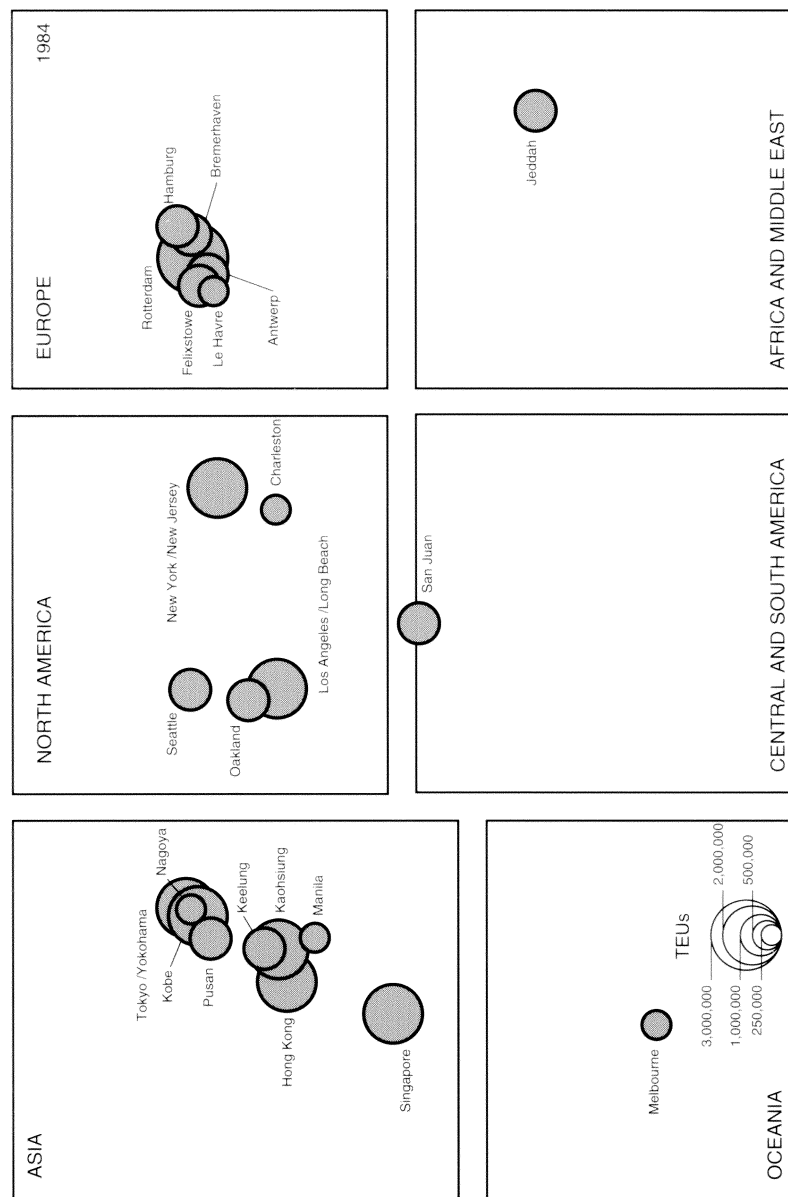 ASIA
Tokyo /Yokohama
Kobe
Nagoya
Pusan
Keelung
Kaohsiung
Manila
Hong Kong
Singapore
NORTH AMERICA
Seattle
Oakland
New York /New Jersey
Charleston
Los Angeles /Long Beach
EUROPE
1984
Rotterdam
Hamburg
Bremerhaven
Felixstowe
Le Havre
Antwerp
OCEANIA
Melbourne
TEUs
3,000,000
2,000,000
1,000,000
500,000
250,000
CENTRAL AND SOUTH AMERICA
San Juan
AFRICA AND MIDDLE EAST
Jeddah